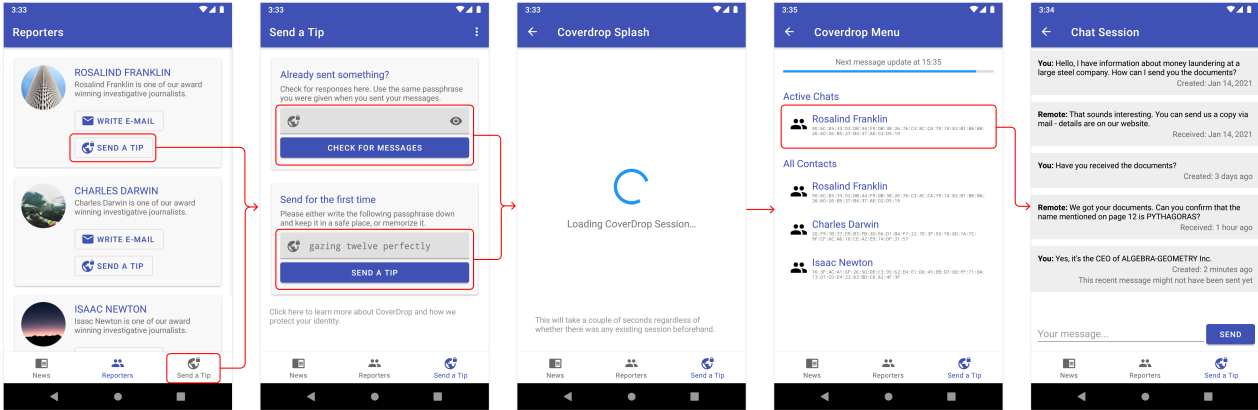 3:33
Reporters
ROSALIND FRANKLIN
Rosalind Franklin is one of our award
winning investigative journalists.
WRITE E-MAIL
SEND A TIP
CHARLES DARWIN
Charles Darwin is one of our award
winning investigative journalists.
WRITE E-MAIL
SEND A TIP
ISAAC NEWTON
Isaac Newton is one of our award
winning investigative journalists.
News
Reporters
Send a Tip
3:33
Send a Tip
Already sent something?
Check for responses here. Use the same passphrase
you were given when you sent your messages.
CHECK FOR MESSAGES
Send for the first time
Please either write the following passphrase down
and keep it in a safe place, or memorize it.
gazing twelve perfectly
SEND A TIP
Click here to learn more about CoverDrop and how we
protect your identity.
News
Reporters
Send a Tip
3:33
Coverdrop Splash
Loading CoverDrop Session...
This will take a couple of seconds regardless of
whether there was any existing session beforehand.
News
Reporters
Send a Tip
3:35
Coverdrop Menu
Next message update at 15:35
Active Chats
Rosalind Franklin
All Contacts
Rosalind Franklin
Charles Darwin
Isaac Newton
News
Reporters
Send a Tip
3:34
Chat Session
You: Hello, I have information about money laundering at a
large steel company. How can I send you the documents?
Created: Jan 14, 2021
Remote: That sounds interesting. You can send us a copy via
mail - details are on our website.
Received: Jan 14, 2021
You: Have you received the documents?
Created: 3 days ago
Remote: We got your documents. Can you confirm that the
name mentioned on page 12 is PYTHAGORAS?
Received: 1 hour ago
You: Yes, it's the CEO of ALGEBRA-GEOMETRY Inc.
Created: 2 minutes ago
This recent message might not have been sent yet
Your message...
SEND
News
Reporters
Send a Tip